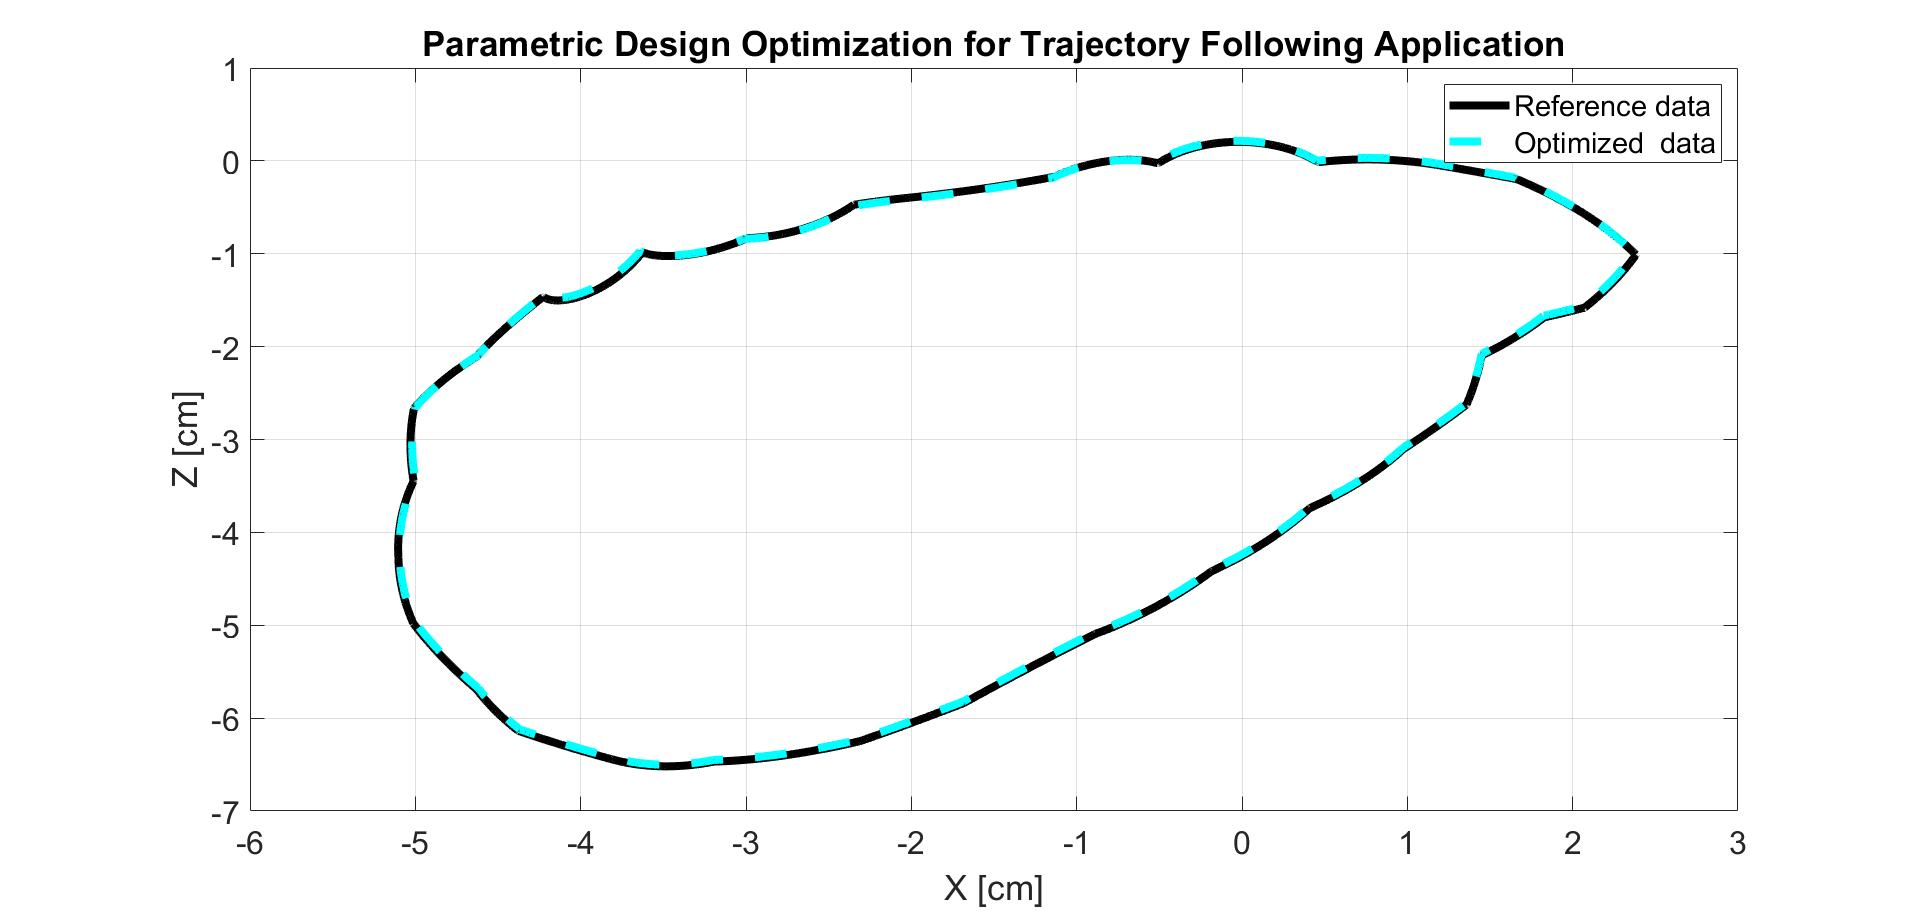 Parametric Design Optimization for Trajectory Following Application
Reference data
Optimized  data
1
0
-1
-2
-3
-4
-5
-6
-7
Z [cm]
-6 -5 -4 -3 -2 -1 0 1 2 3
X [cm]